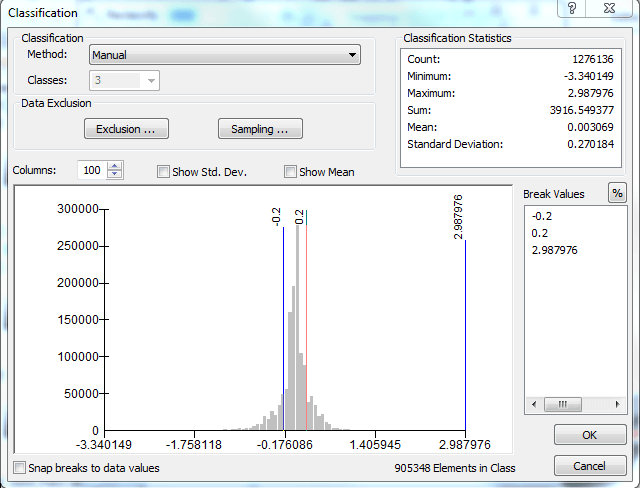 Classification
Classification
Method: Manual
Classes: 3
Data Exclusion
Exclusion ...
Sampling ...
Classification Statistics
Count: 1276136
Minimum: -3.340149
Maximum: 2.987976
Sum: 3916.549377
Mean: 0.003069
Standard Deviation: 0.270184
Columns: 100
Show Std. Dev.
Show Mean
Break Values
%
-0.2
0.2
2.987976
-0.2
0.2
2.987976
300000
250000
200000
150000
100000
50000
0
-3.340149 -1.758118 -0.176086 1.405945 2.987976
OK
Snap breaks to data values
905348 Elements in Class
Cancel